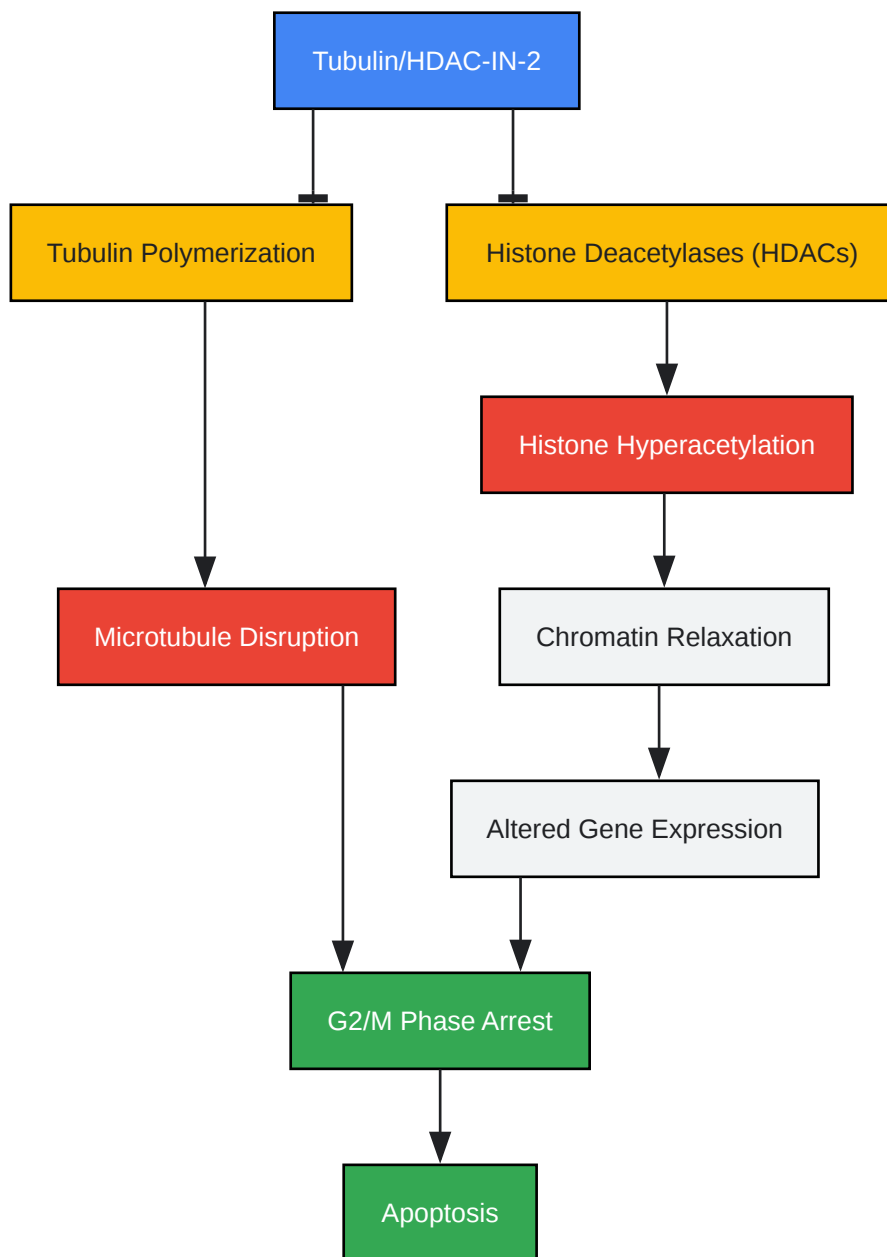 Tubulin/HDAC-IN-2
Tubulin Polymerization
Histone Deacetylases (HDACs)
Histone Hyperacetylation
Microtubule Disruption
Chromatin Relaxation
Altered Gene Expression
G2/M Phase Arrest
Apoptosis